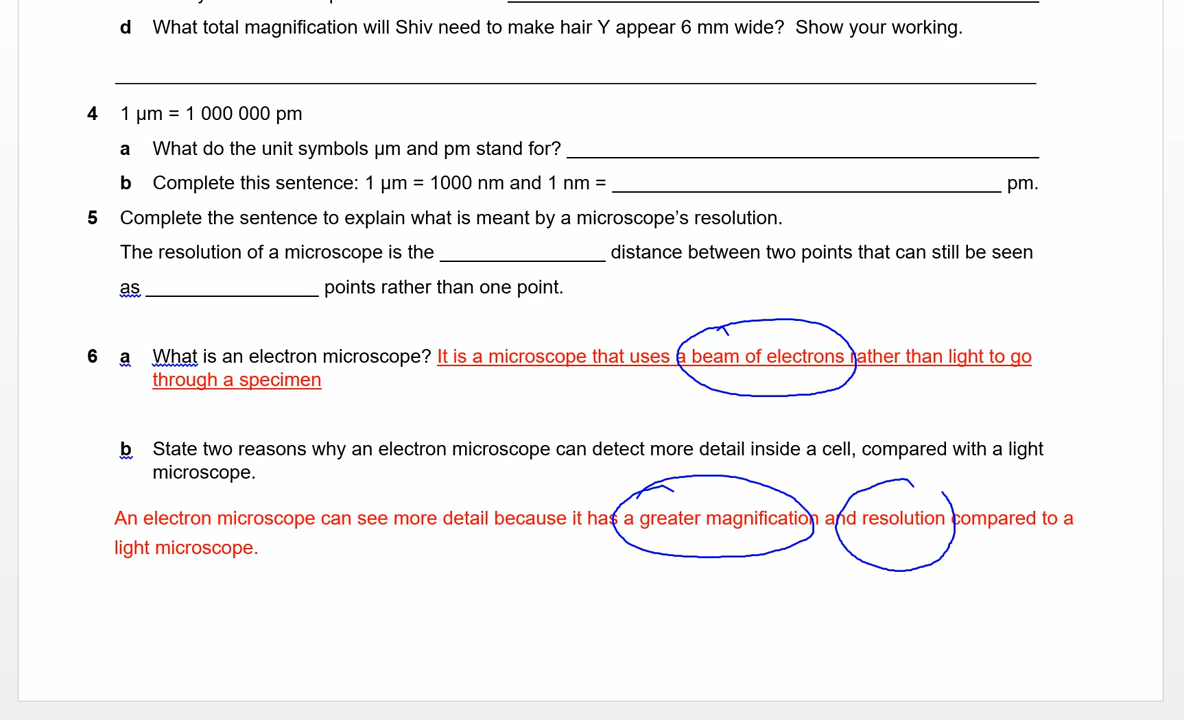 d What total magnification will Shiv need to make hair Y appear 6 mm wide? Show your working.
4 1 µm = 1 000 000 pm
a What do the unit symbols µm and pm stand for?
b Complete this sentence: 1 µm = 1000 nm and 1 nm = pm.
5 Complete the sentence to explain what is meant by a microscope's resolution.
The resolution of a microscope is the distance between two points that can still be seen
as points rather than one point.
6 a What is an electron microscope? It is a microscope that uses a beam of electrons rather than light to go
through a specimen
b State two reasons why an electron microscope can detect more detail inside a cell, compared with a light
microscope.
An electron microscope can see more detail because it has a greater magnification and resolution compared to a
light microscope.